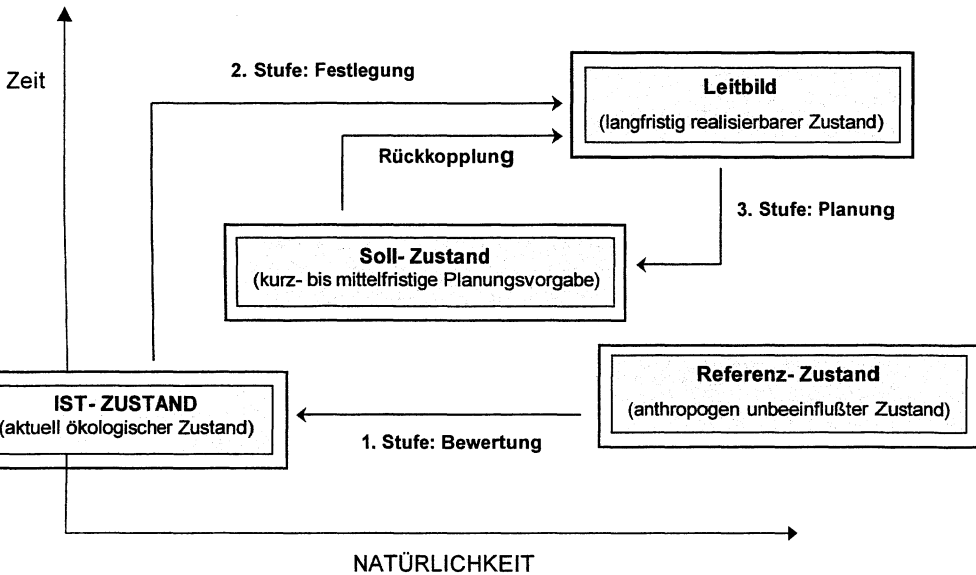 Zeit
2. Stufe: Festlegung
Leitbild
(langfristig realisierbarer Zustand)
Rückkopplung
3. Stufe: Planung
Soll- Zustand
(kurz- bis mittelfristige Planungsvorgabe)
Referenz- Zustand
(anthropogen unbeeinflußter Zustand)
IST- ZUSTAND
(aktuell ökologischer Zustand)
1. Stufe: Bewertung
NATÜRLICHKEIT